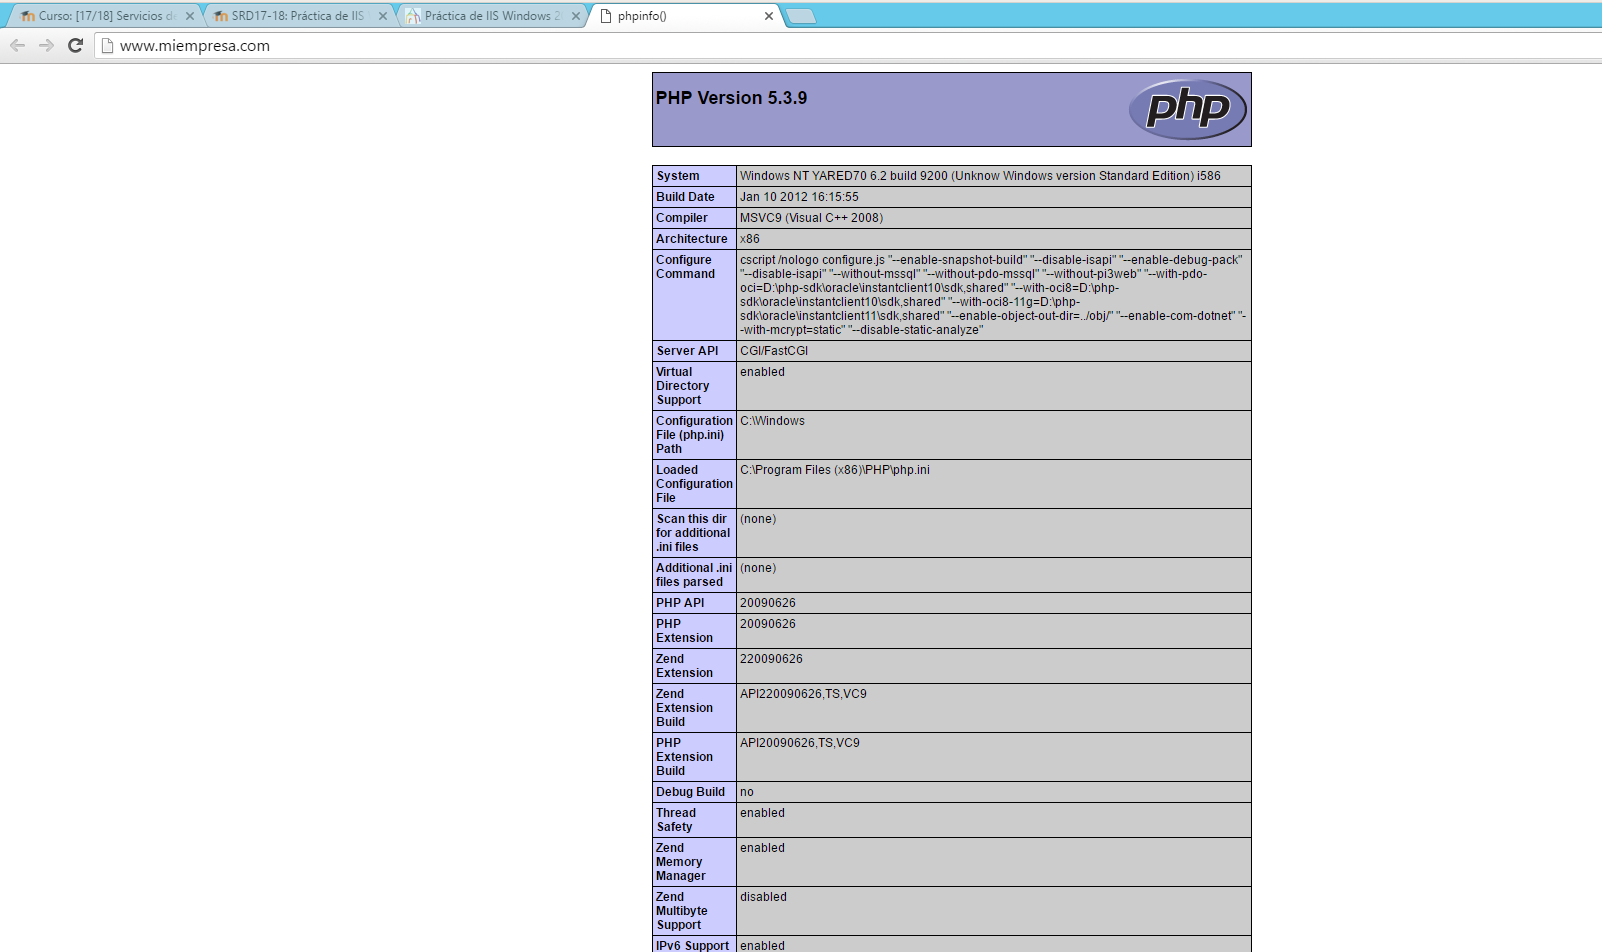 Curso: [17/18] Servicios de
SRD17-18: Práctica de IIS
Práctica de IIS Windows 2
phpinfo()
www.miempresa.com
PHP Version 5.3.9
php
System
Windows NT YARED70 6.2 build 9200 (Unknow Windows version Standard Edition) i586
Build Date
Jan 10 2012 16:15:55
Compiler
MSVC9 (Visual C++ 2008)
Architecture
x86
Configure
Command
cscript /nologo configure.js "--enable-snapshot-build" "--disable-isapi" "--enable-debug-pack"
"--disable-isapi" "--without-mssql" "--without-pdo-mssql" "--without-pi3web" "--with-pdo-
oci=D:\php-sdk\oracle\instantclient10\sdk,shared" "--with-oci8=D:\php-
sdk\oracle\instantclient10\sdk,shared" "--with-oci8-11g=D:\php-
sdk\oracle\instantclient11\sdk,shared" "--enable-object-out-dir=../obj/" "--enable-com-dotnet" "-
-with-mcrypt=static" "--disable-static-analyze"
Server API
CGI/FastCGI
Virtual
Directory
Support
enabled
Configuration
File (php.ini)
Path
C:\Windows
Loaded
Configuration
File
C:\Program Files (x86)\PHP\php.ini
Scan this dir
for additional
.ini files
(none)
Additional .ini
files parsed
(none)
PHP API
20090626
PHP
Extension
20090626
Zend
Extension
220090626
Zend
Extension
Build
API220090626,TS,VC9
PHP
Extension
Build
API20090626,TS,VC9
Debug Build
no
Thread
Safety
enabled
Zend
Memory
Manager
enabled
Zend
Multibyte
Support
disabled
IPv6 Support
enabled